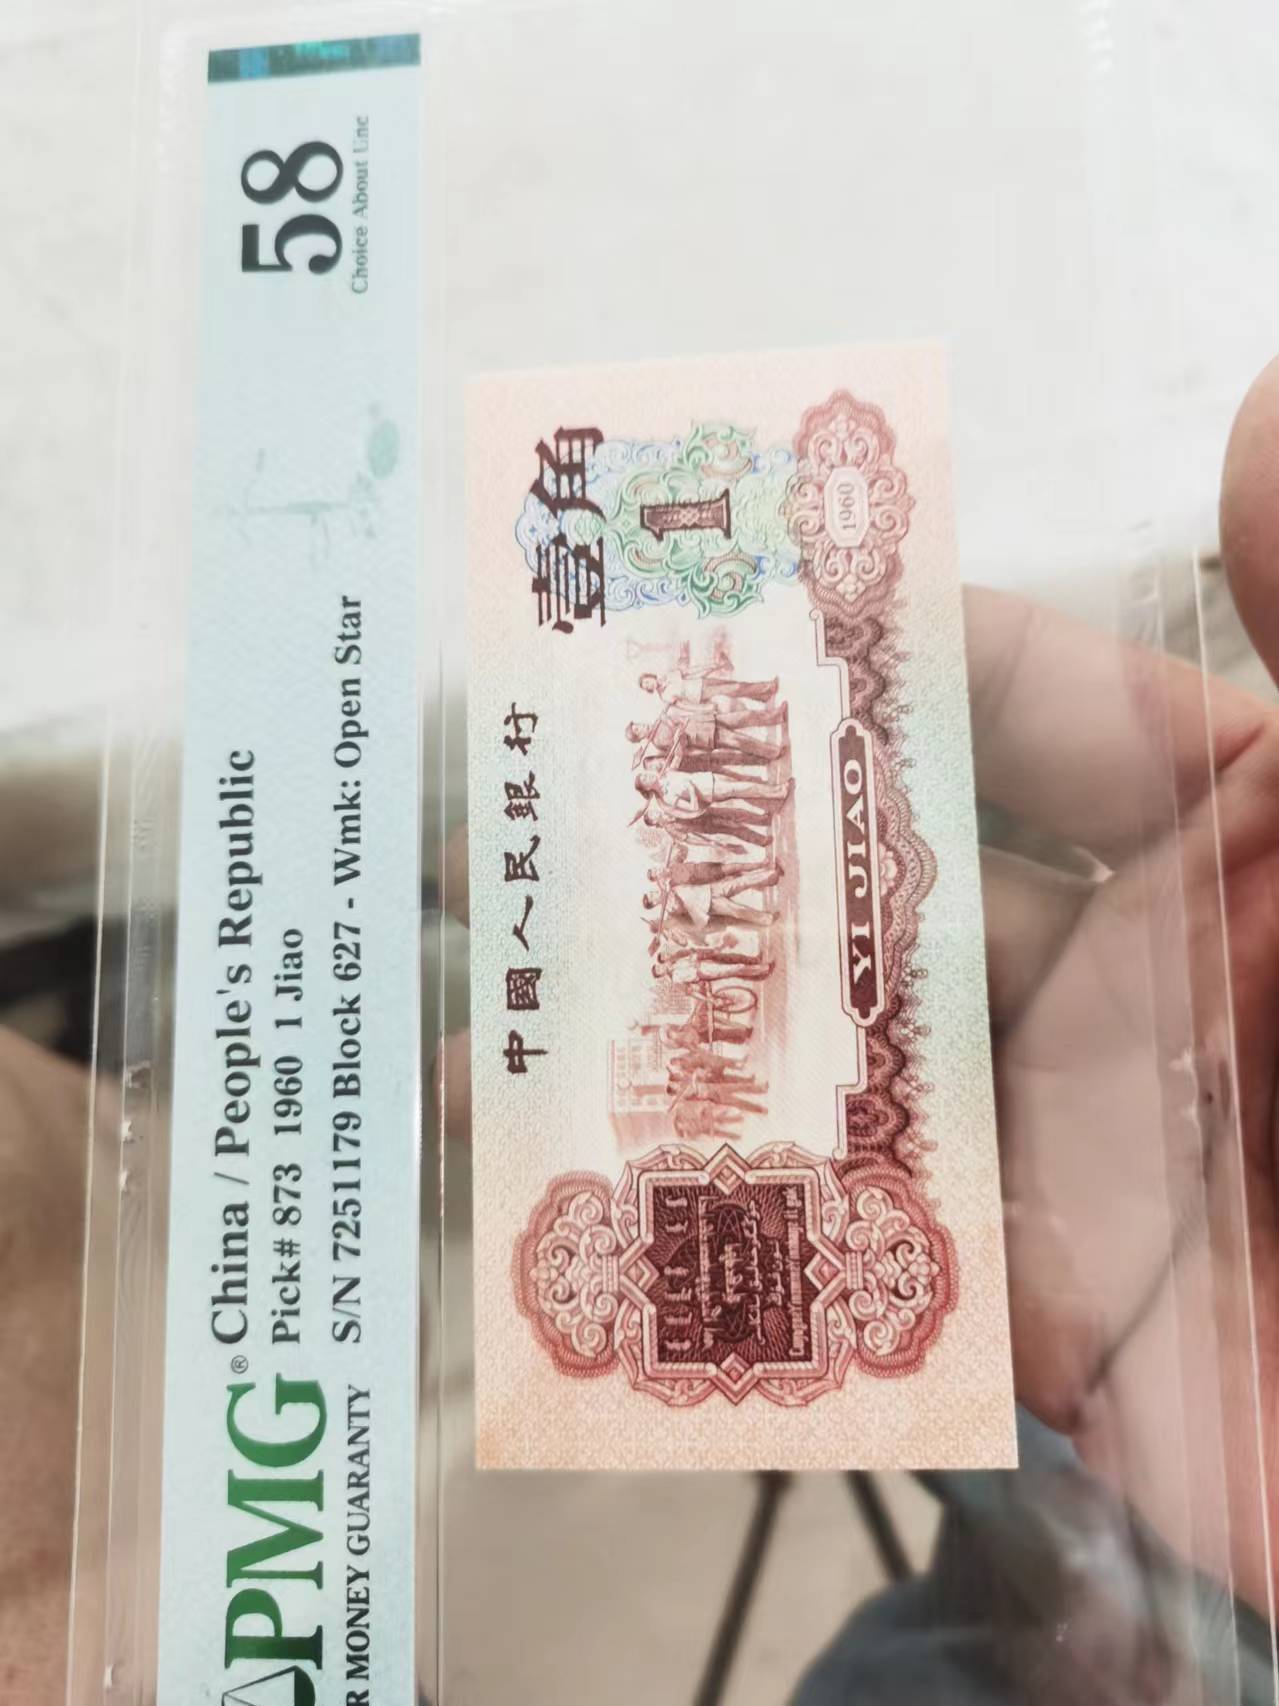 PMG® China / People's Republic
Pick# 873 1960 1 Jiao
S/N 7251179 Block 627 - Wmk: Open Star
MONEY GUARANTY
58
Choice About Unc
中國人民銀行
壹角
1
1960
YI JIAO